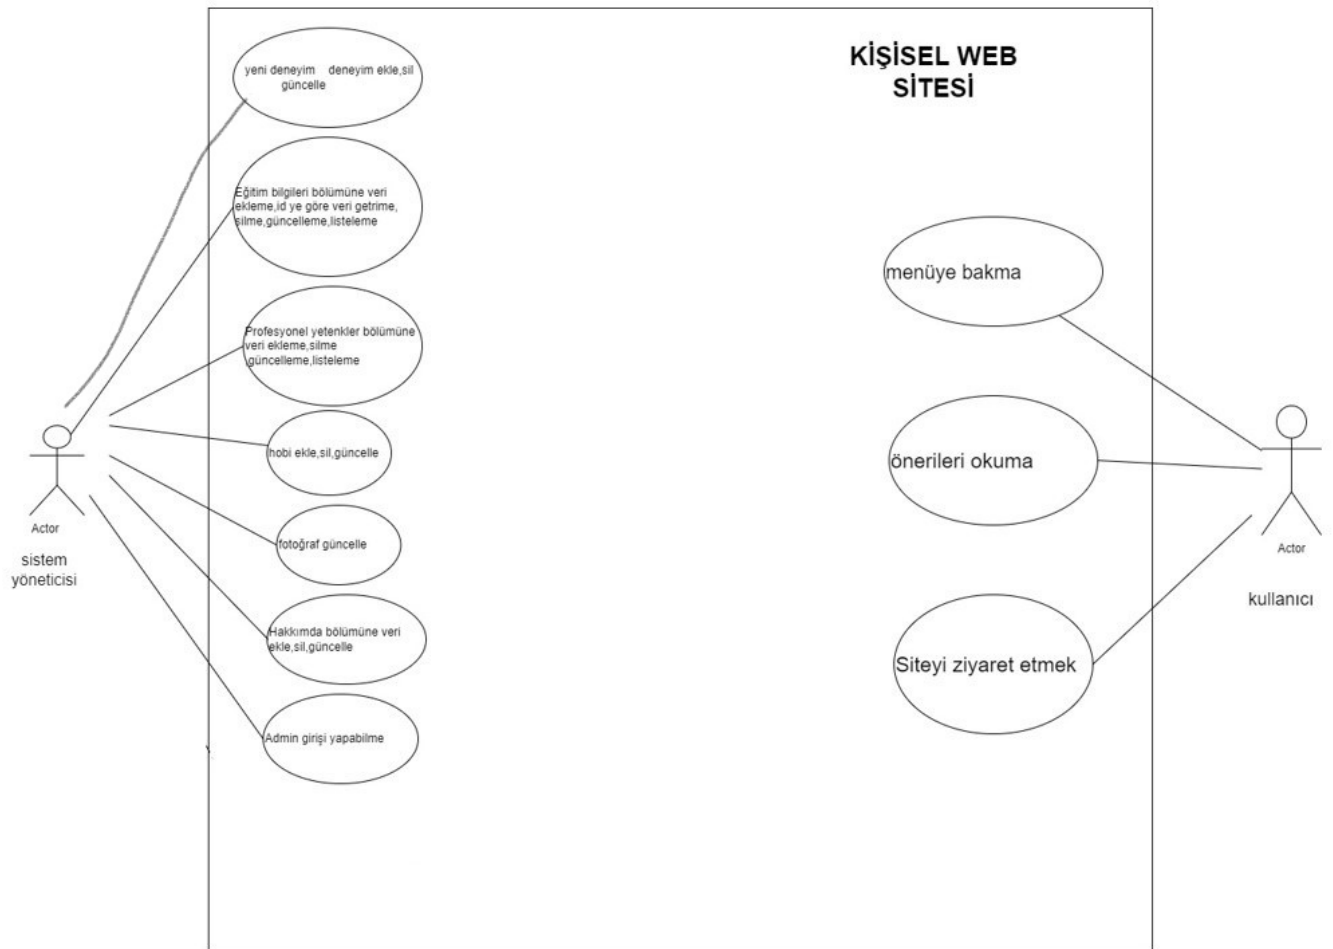 KİŞİSEL WEB
SİTESİ
yeni deneyim deneyim ekle,sil
güncelle
Eğitim bilgileri bölümüne veri
ekleme,id ye göre veri getrime,
silme,güncelleme,listeleme
Profesyonel yetenkler bölümüne
veri ekleme,silme
,güncelleme,listeleme
hobi ekle,sil,güncelle
fotoğraf güncelle
Hakkımda bölümüne veri
ekle,sil,güncelle
Admin girişi yapabilme
Actor
sistem
yöneticisi
menüye bakma
önerileri okuma
Siteyi ziyaret etmek
Actor
kullanıcı